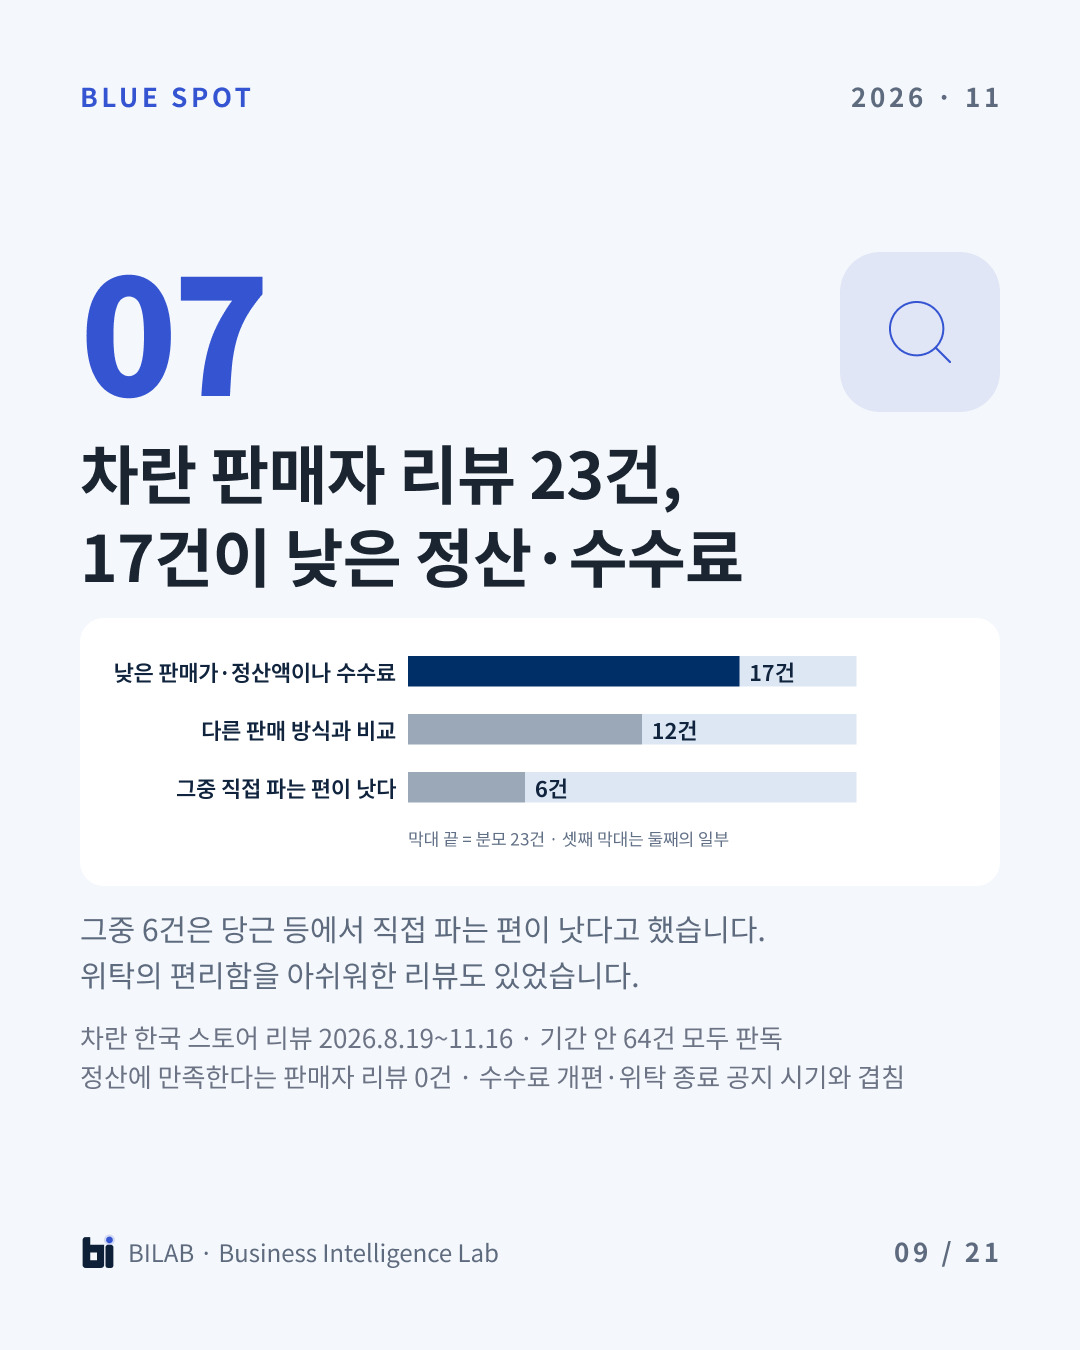 BLUE SPOT
2026 · 11
07
차란 판매자 리뷰 23건,
17건이 낮은 정산·수수료
낮은 판매가·정산액이나 수수료 17건
다른 판매 방식과 비교 12건
그중 직접 파는 편이 낫다 6건
막대 끝 = 분모 23건 · 셋째 막대는 둘째의 일부
그중 6건은 당근 등에서 직접 파는 편이 낫다고 했습니다.
위탁의 편리함을 아쉬워한 리뷰도 있었습니다.
차란 한국 스토어 리뷰 2026.8.19~11.16 · 기간 안 64건 모두 판독
정산에 만족한다는 판매자 리뷰 0건 · 수수료 개편·위탁 종료 공지 시기와 겹침
bi BILAB · Business Intelligence Lab
09 / 21